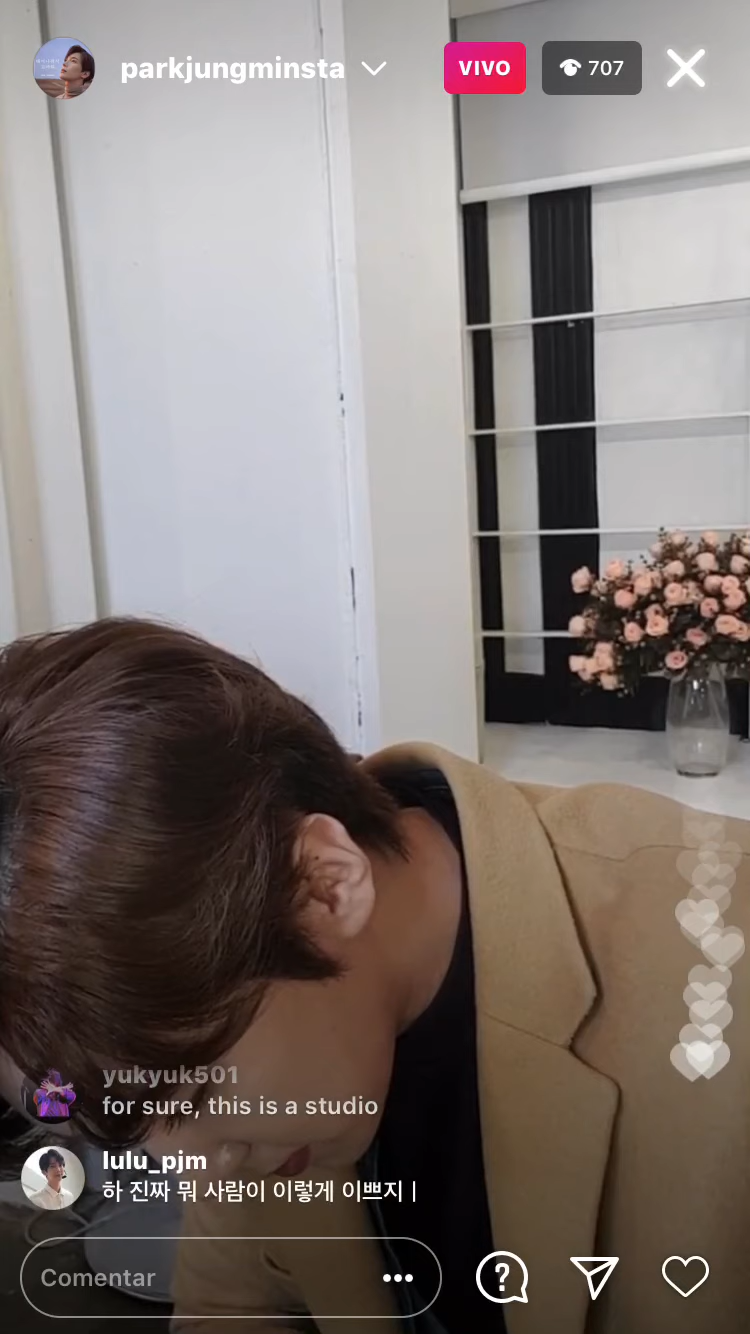 parkjungminsta
VIVO
707
yukyuk501
for sure, this is a studio
lulu_pjm
하 진짜 뭐 사람이 이렇게 이쁘지ㅣ
Comentar